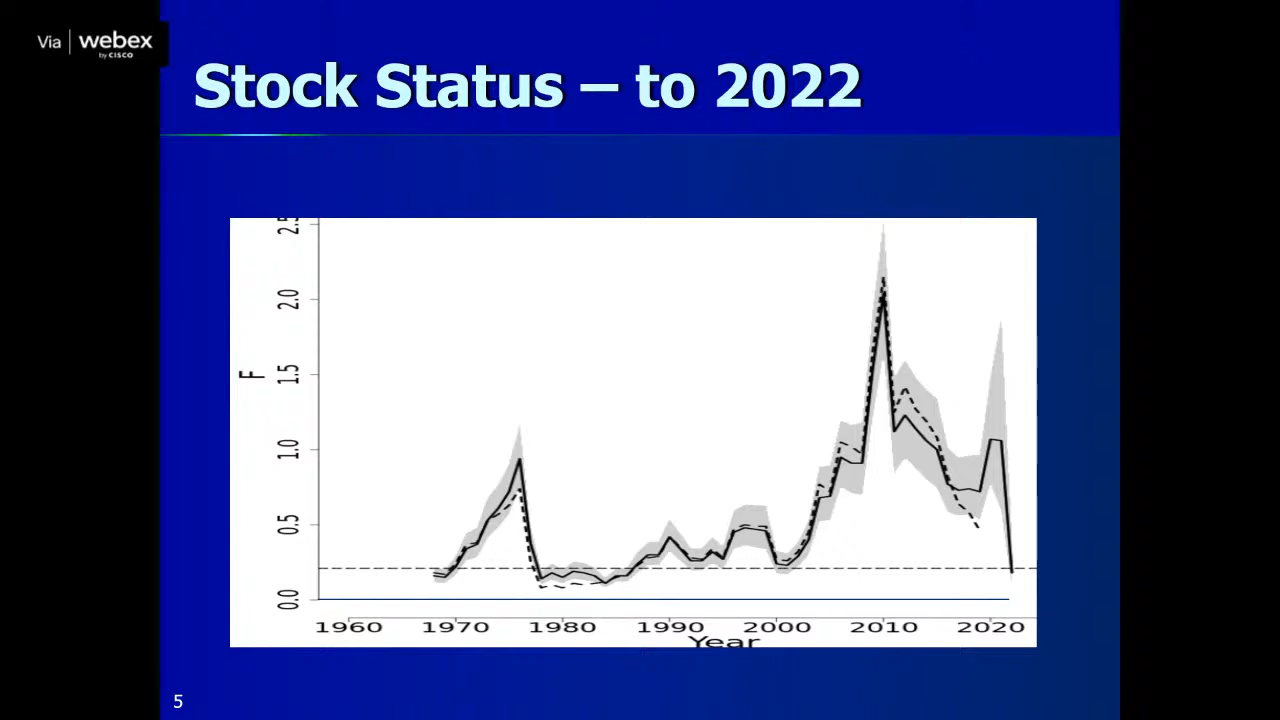 Via webex
by CISCO
Stock Status – to 2022
2.5
2.0
1.5
1.0
0.5
0.0
F
1960 1970 1980 1990 2000 2010 2020
Year
5